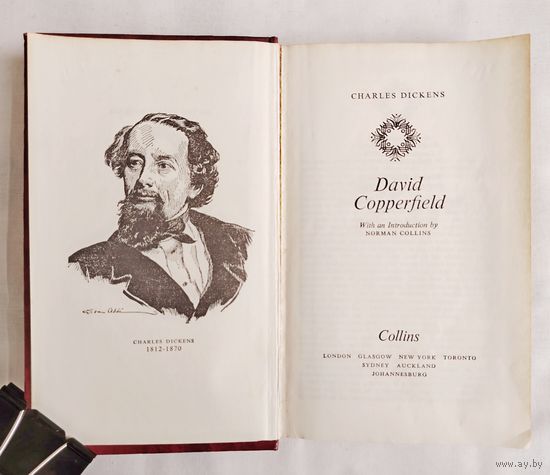 CHARLES DICKENS
1812-1870
CHARLES DICKENS
David
Copperfield
With an Introduction by
NORMAN COLLINS
Collins
LONDON GLASGOW NEW YORK TORONTO
SYDNEY AUCKLAND
JOHANNESBURG
www.ay.by